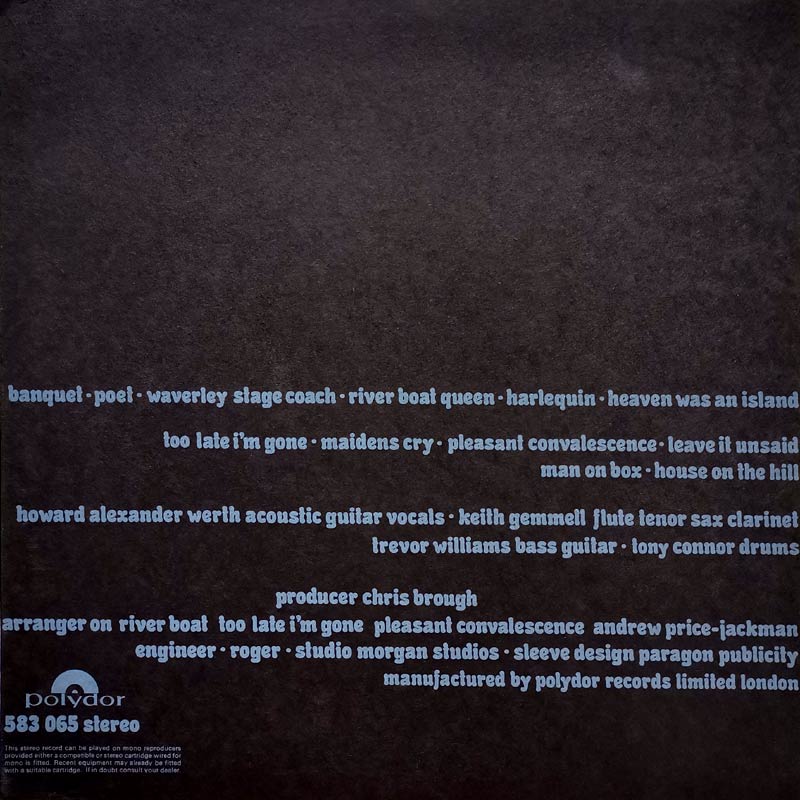 banquet · poet · waverley stage coach · river boat queen · harlequin · heaven was an island
too late i'm gone · maidens cry · pleasant convalescence · leave it unsaid
man on box · house on the hill
howard alexander werth acoustic guitar vocals · keith gemmell flute tenor sax clarinet
trevor williams bass guitar · tony connor drums
producer chris brough
arranger on river boat too late i'm gone pleasant convalescence andrew price-jackman
engineer · roger · studio morgan studios · sleeve design paragon publicity
manufactured by polydor records limited london
polydor
583 065 stereo
This stereo record can be played on mono reproducers
provided either a compatible or stereo cartridge wired for
mono is fitted. Recent equipment may already be fitted
with a suitable cartridge. If in doubt consult your dealer.